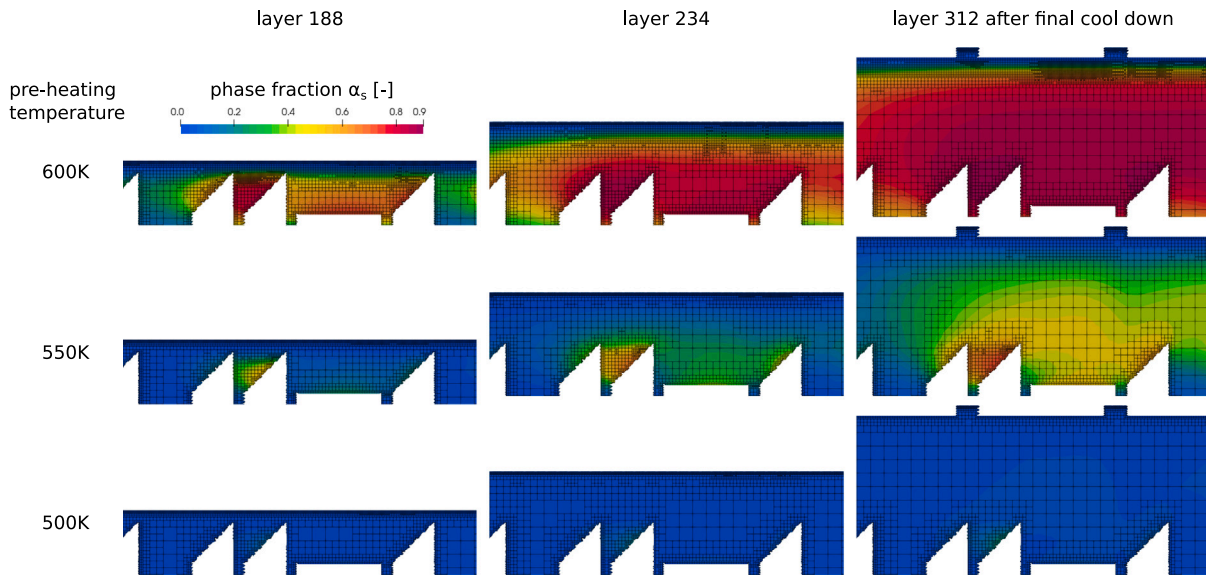 layer 188
layer 234
layer 312 after final cool down
pre-heating
temperature
phase fraction αs [-]
0.0 0.2 0.4 0.6 0.8 0.9
600K
550K
500K